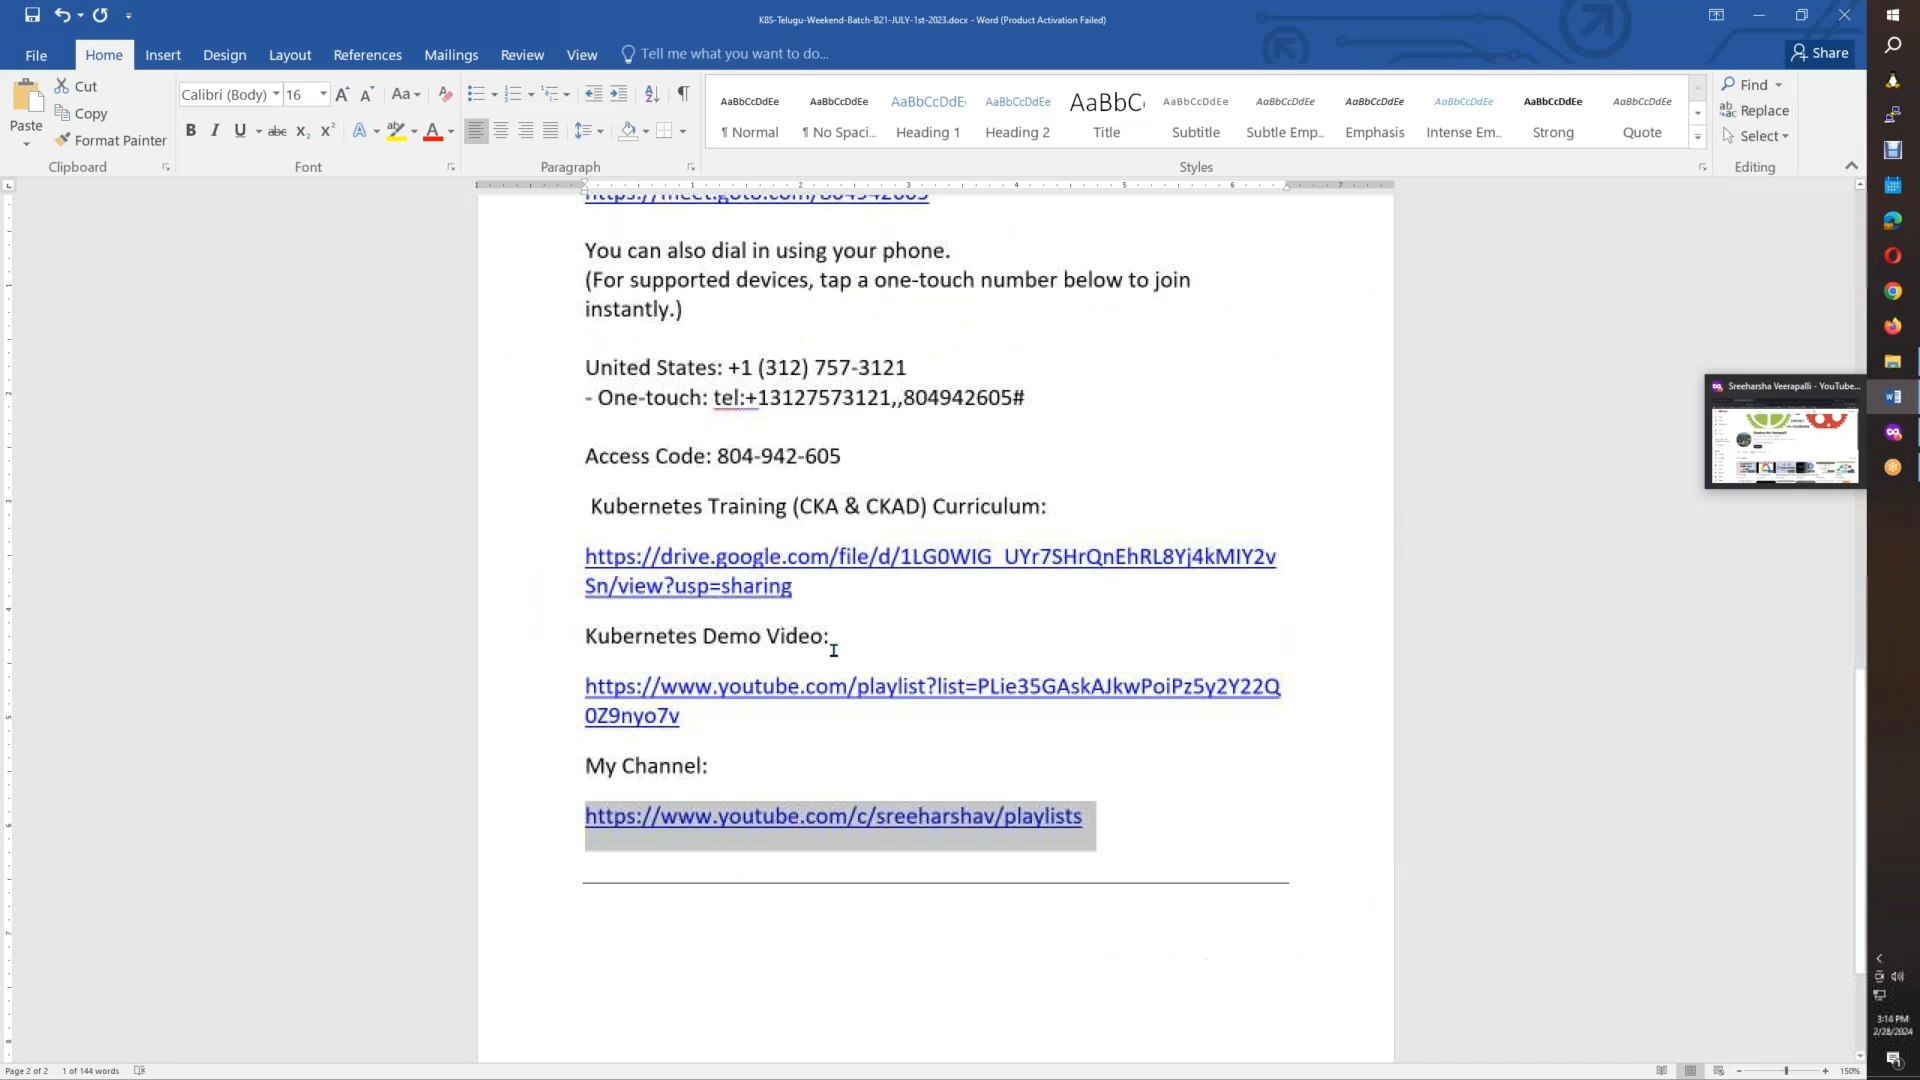 K8S-Telugu-Weekend-Batch-B21-JULY-1st-2023.docx - Word (Product Activation Failed)
File Home Insert Design Layout References Mailings Review View Tell me what you want to do... Share
Paste
Cut
Copy
Format Painter
Calibri (Body) 16
AaBbCcDdEe AaBbCcDdEe AaBbCcDdE AaBbCcDdEe AaBbC AaBbCcDdEe AaBbCcDdEe AaBbCcDdEe AaBbCcDdEe AaBbCcDdEe AaBbCcDdEe
¶ Normal ¶ No Spaci... Heading 1 Heading 2 Title Subtitle Subtle Emp... Emphasis Intense Em... Strong Quote
Find
Replace
Select
Clipboard Font Paragraph Styles Editing
https://meet.goto.com/804942605
You can also dial in using your phone.
(For supported devices, tap a one-touch number below to join
instantly.)
United States: +1 (312) 757-3121
- One-touch: tel:+13127573121,,804942605#
Access Code: 804-942-605
Kubernetes Training (CKA & CKAD) Curriculum:
https://drive.google.com/file/d/1LG0WIG_UYr7SHrQnEhRL8Yj4kMIY2v
Sn/view?usp=sharing
Kubernetes Demo Video:
https://www.youtube.com/playlist?list=PLie35GAskAJkwPoiPz5y2Y22Q
0Z9nyo7v
My Channel:
https://www.youtube.com/c/sreeharshav/playlists
Sreeharsha Veerapalli - YouTube...
3:14 PM
2/28/2024
Page 2 of 2 1 of 144 words
150%